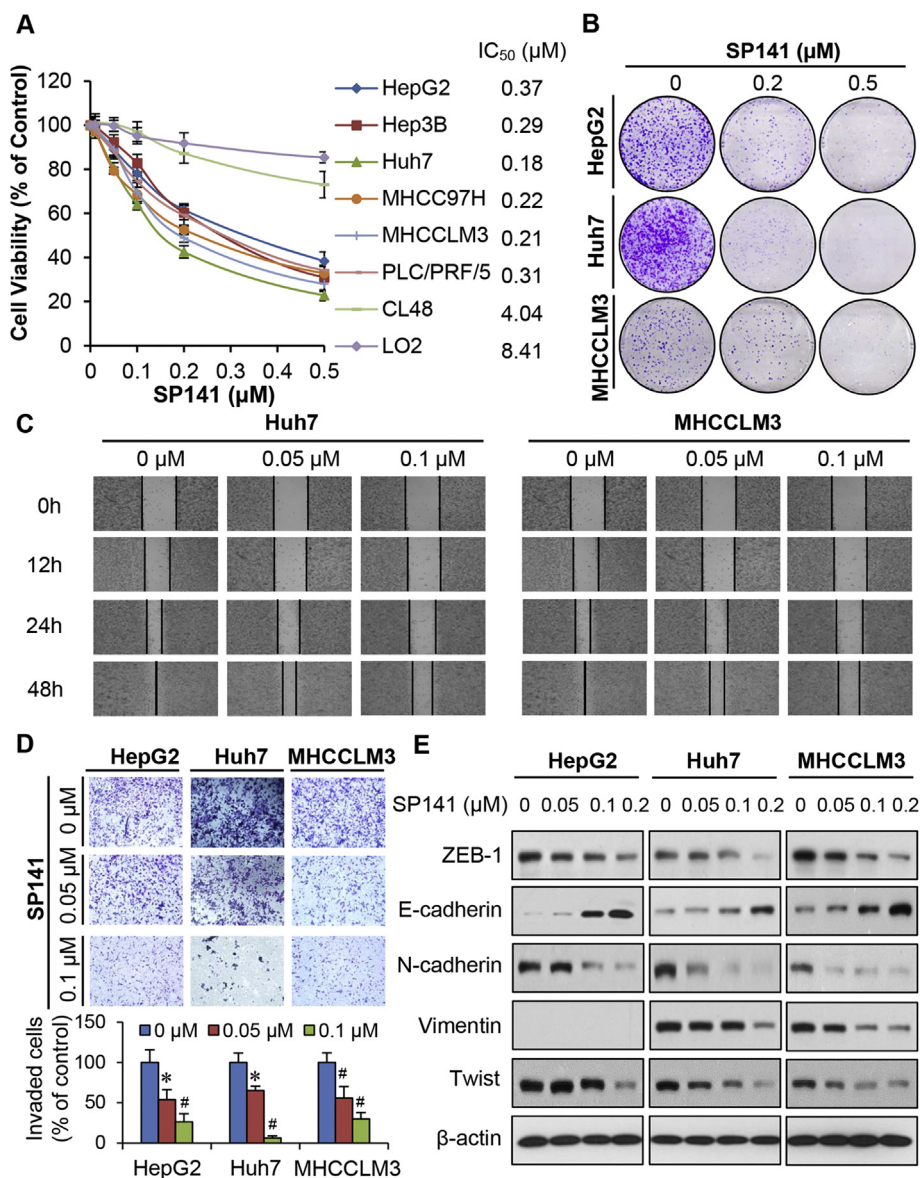 A
IC50 (µM)
Cell Viability (% of Control)
120
100
80
60
40
20
0
0 0.1 0.2 0.3 0.4 0.5
SP141 (µM)
HepG2 0.37
Hep3B 0.29
Huh7 0.18
MHCC97H 0.22
MHCCLM3 0.21
PLC/PRF/5 0.31
CL48 4.04
LO2 8.41
B
SP141 (µM)
0 0.2 0.5
HepG2
Huh7
MHCCLM3
C
Huh7 MHCCLM3
0 µM 0.05 µM 0.1 µM 0 µM 0.05 µM 0.1 µM
0h
12h
24h
48h
D
HepG2 Huh7 MHCCLM3
SP141
0 µM
0.05 µM
0.1 µM
Invaded cells
(% of control)
150
100
50
0
0 µM 0.05 µM 0.1 µM
* # * # # #
HepG2 Huh7 MHCCLM3
E
HepG2 Huh7 MHCCLM3
SP141 (µM) 0 0.05 0.1 0.2 0 0.05 0.1 0.2 0 0.05 0.1 0.2
ZEB-1
E-cadherin
N-cadherin
Vimentin
Twist
β-actin